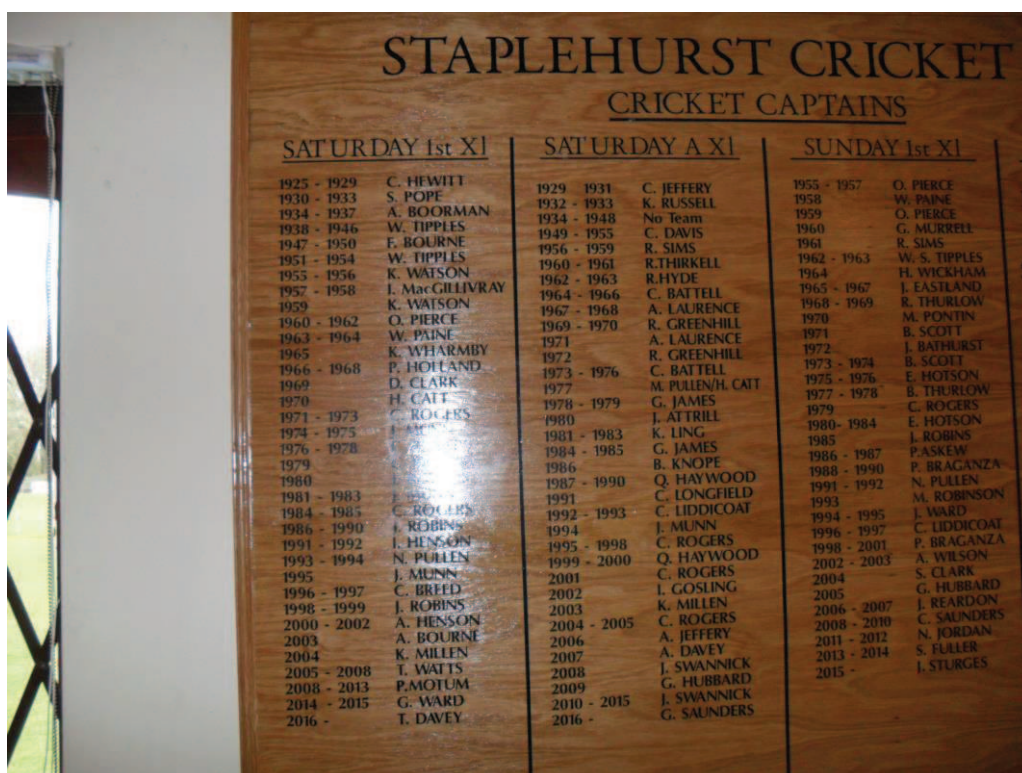 STAPLEHURST CRICKET
CRICKET CAPTAINS
SATURDAY 1st XI
1925 - 1929 C. HEWITT
1930 - 1933 S. POPE
1934 - 1937 A. BOORMAN
1938 - 1946 W. TIPPLES
1947 - 1950 F. BOURNE
1951 - 1954 W. TIPPLES
1955 - 1956 K. WATSON
1957 - 1958 I. MacGILLIVRAY
1959 K. WATSON
1960 - 1962 O. PIERCE
1963 - 1964 W. PAINE
1965 K. WHARMBY
1966 - 1968 P. HOLLAND
1969 D. CLARK
1970 H. CATT
1971 - 1973 C. ROGERS
1974 - 1975
1976 - 1978
1979
1980
1981 - 1983
1984 - 1985 C. ROGERS
1986 - 1990 J. ROBINS
1991 - 1992 I. HENSON
1993 - 1994 N. PULLEN
1995 J. MUNN
1996 - 1997 C. BREED
1998 - 1999 J. ROBINS
2000 - 2002 A. HENSON
2003 A. BOURNE
2004 K. MILLEN
2005 - 2008 T. WATTS
2008 - 2013 P.MOTUM
2014 - 2015 G. WARD
2016 - T. DAVEY
SATURDAY A XI
1929 1931 C. JEFFERY
1932 - 1933 K. RUSSELL
1934 - 1948 No Team
1949 - 1955 C. DAVIS
1956 - 1959 R. SIMS
1960 - 1961 R.THIRKELL
1962 - 1963 R.HYDE
1964 - 1966 C. BATTELL
1967 - 1968 A. LAURENCE
1969 - 1970 R. GREENHILL
1971 A. LAURENCE
1972 R. GREENHILL
1973 - 1976 C. BATTELL
1977 M. PULLEN/H. CATT
1978 - 1979 G. JAMES
1980 J. ATTRILL
1981 - 1983 K. LING
1984 - 1985 G. JAMES
1986 B. KNOPE
1987 - 1990 Q. HAYWOOD
1991 C. LONGFIELD
1992 - 1993 C. LIDDICOAT
1994 J. MUNN
1995 - 1998 C. ROGERS
1999 - 2000 Q. HAYWOOD
2001 C. ROGERS
2002 I. GOSLING
2003 K. MILLEN
2004 - 2005 C. ROGERS
2006 A. JEFFERY
2007 A. DAVEY
2008 J. SWANNICK
2009 G. HUBBARD
2010 - 2015 J. SWANNICK
2016 - G. SAUNDERS
SUNDAY 1st XI
1955 - 1957 O. PIERCE
1958 W. PAINE
1959 O. PIERCE
1960 G. MURRELL
1961 R. SIMS
1962 - 1963 W. S. TIPPLES
1964 H. WICKHAM
1965 - 1967 J. EASTLAND
1968 - 1969 R. THURLOW
1970 M. PONTIN
1971 B. SCOTT
1972 J. BATHURST
1973 - 1974 B. SCOTT
1975 - 1976 E. HOTSON
1977 - 1978 B. THURLOW
1979 C. ROGERS
1980- 1984 E. HOTSON
1985 J. ROBINS
1986 - 1987 P.ASKEW
1988 - 1990 P. BRAGANZA
1991 - 1992 N. PULLEN
1993 M. ROBINSON
1994 - 1995 J. WARD
1996 - 1997 C. LIDDICOAT
1998 - 2001 P. BRAGANZA
2002 - 2003 A. WILSON
2004 S. CLARK
2005 G. HUBBARD
2006 - 2007 J. REARDON
2008 - 2010 C. SAUNDERS
2011 - 2012 N. JORDAN
2013 - 2014 S. FULLER
2015 - J. STURGES